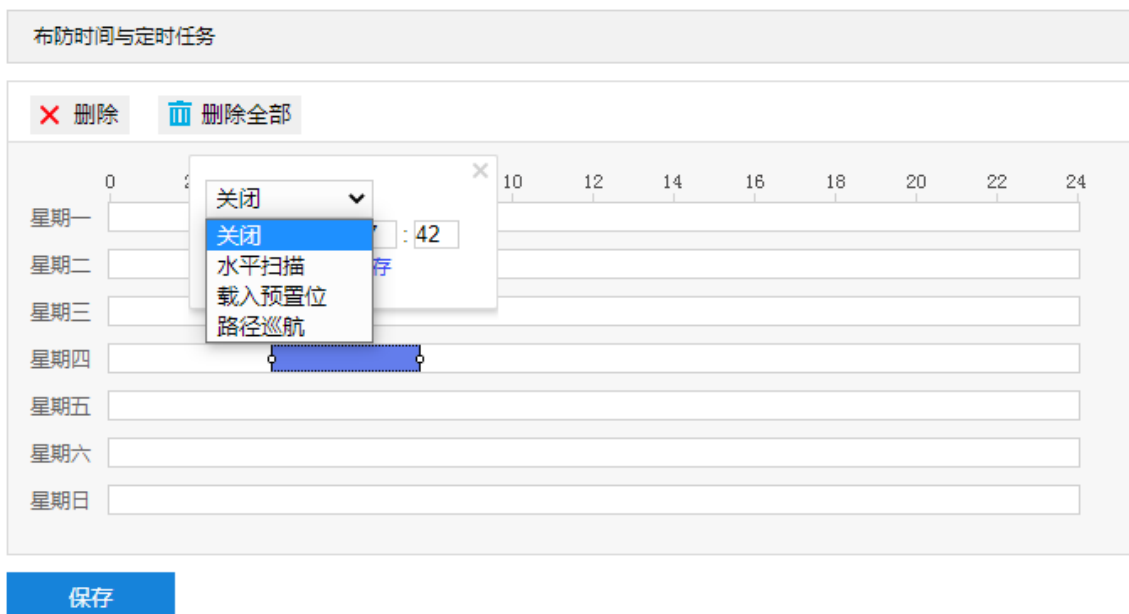 布防时间与定时任务
删除 删除全部
0 10 12 14 16 18 20 22 24
关闭
星期一
关闭 : 42
星期二
水平扫描 存
载入预置位
星期三
路径巡航
星期四
星期五
星期六
星期日
保存